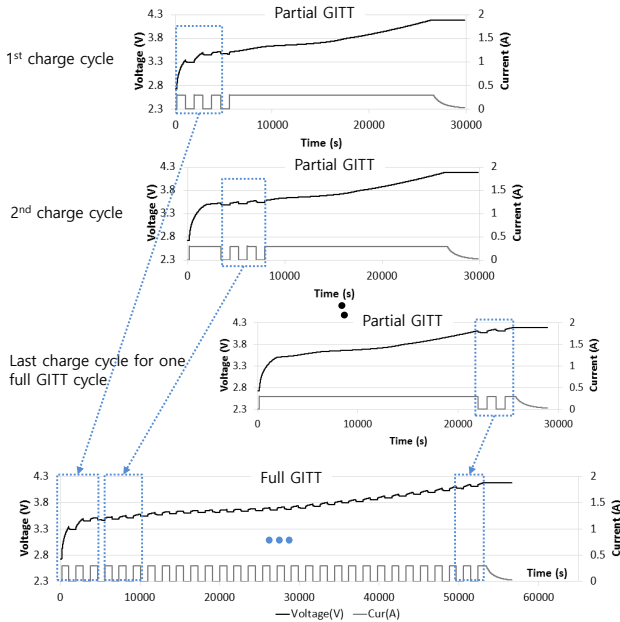 Partial GITT
1st charge cycle
Voltage (V)
4.3
3.8
3.3
2.8
2.3
2
1.5
1
0.5
0
Current (A)
0 10000 20000 30000
Time (s)
Partial GITT
2nd charge cycle
Voltage (V)
4.3
3.8
3.3
2.8
2.3
2
1.5
1
0.5
0
Current (A)
0 10000 20000 30000
Time (s)
Partial GITT
Last charge cycle for one
full GITT cycle
Voltage (V)
4.3
3.8
3.3
2.8
2.3
2
1.5
1
0.5
0
Current (A)
0 10000 20000 30000
Time (s)
Full GITT
Voltage (V)
4.3
3.8
3.3
2.8
2.3
2
1.5
1
0.5
0
Current (A)
Time (s)
0 10000 20000 30000 40000 50000 60000
Voltage(V) Cur(A)